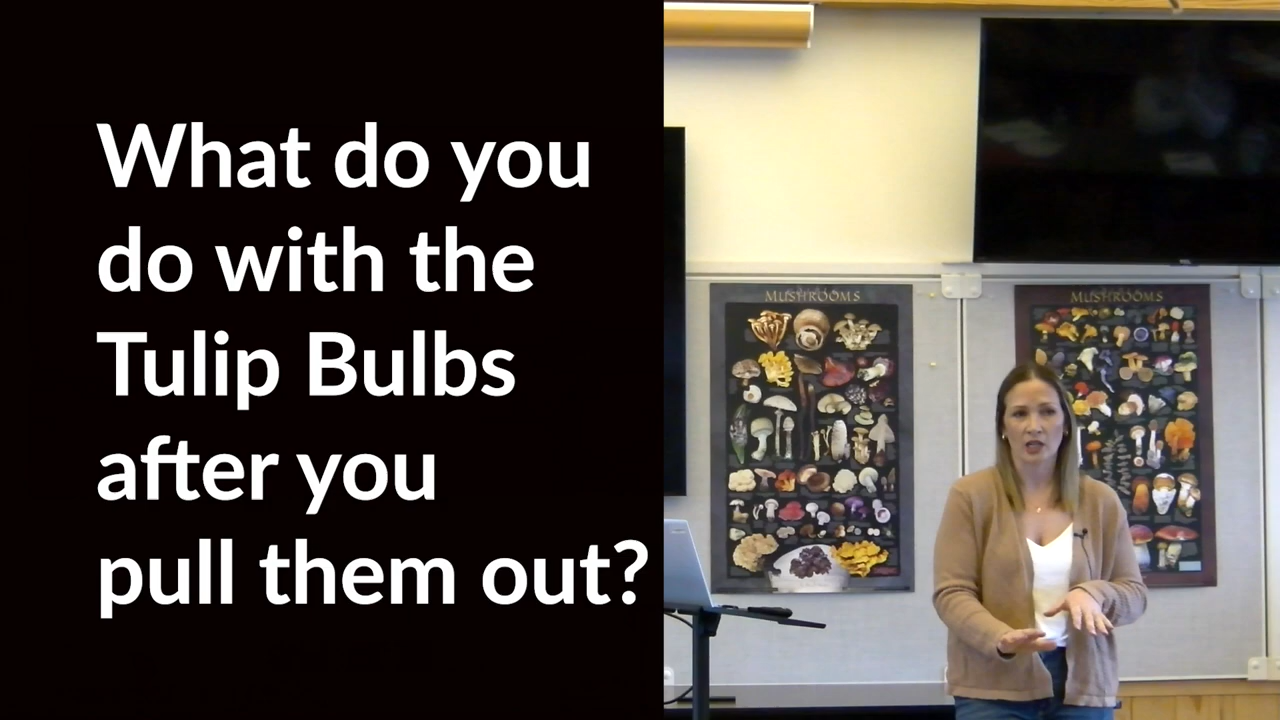 What do you
do with the
Tulip Bulbs
after you
pull them out?
MUSHROOMS
MUSHROOMS